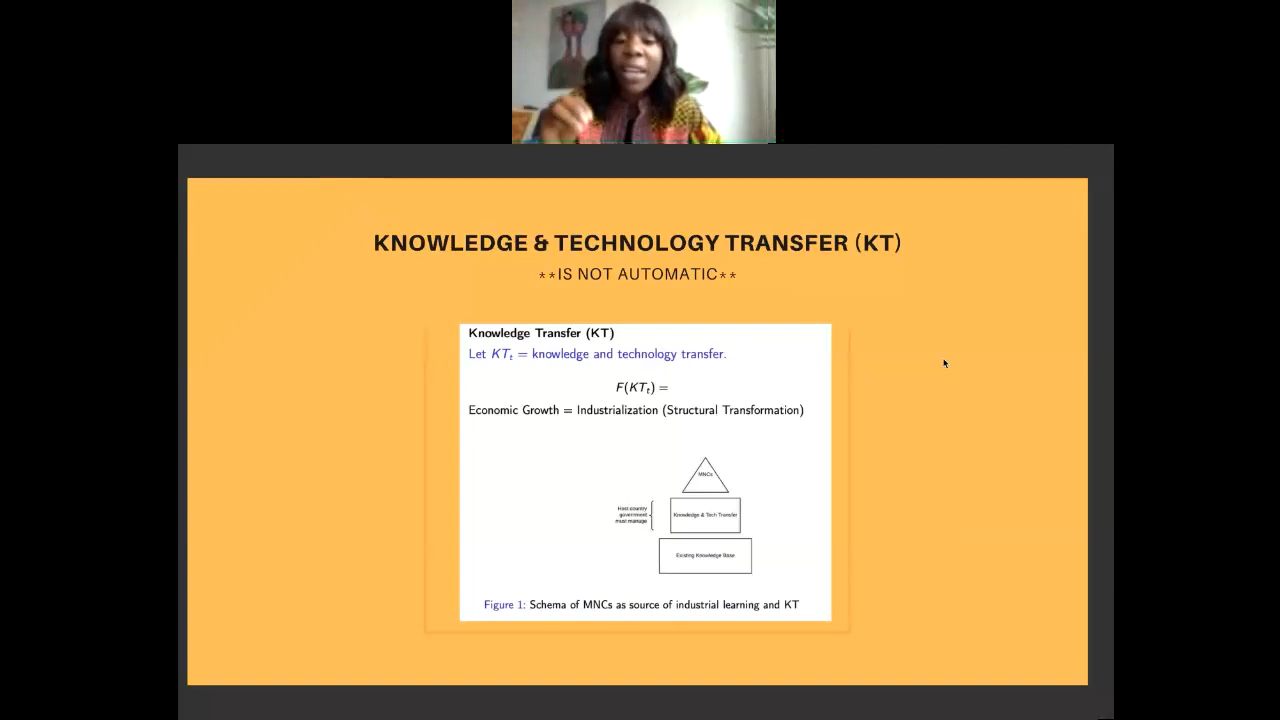 KNOWLEDGE & TECHNOLOGY TRANSFER (KT)
**IS NOT AUTOMATIC**
Knowledge Transfer (KT)
Let KTₜ = knowledge and technology transfer.
F(KTₜ) =
Economic Growth = Industrialization (Structural Transformation)
MNCs
Host country
government
must manage
Knowledge & Tech Transfer
Existing Knowledge Base
Figure 1: Schema of MNCs as source of industrial learning and KT